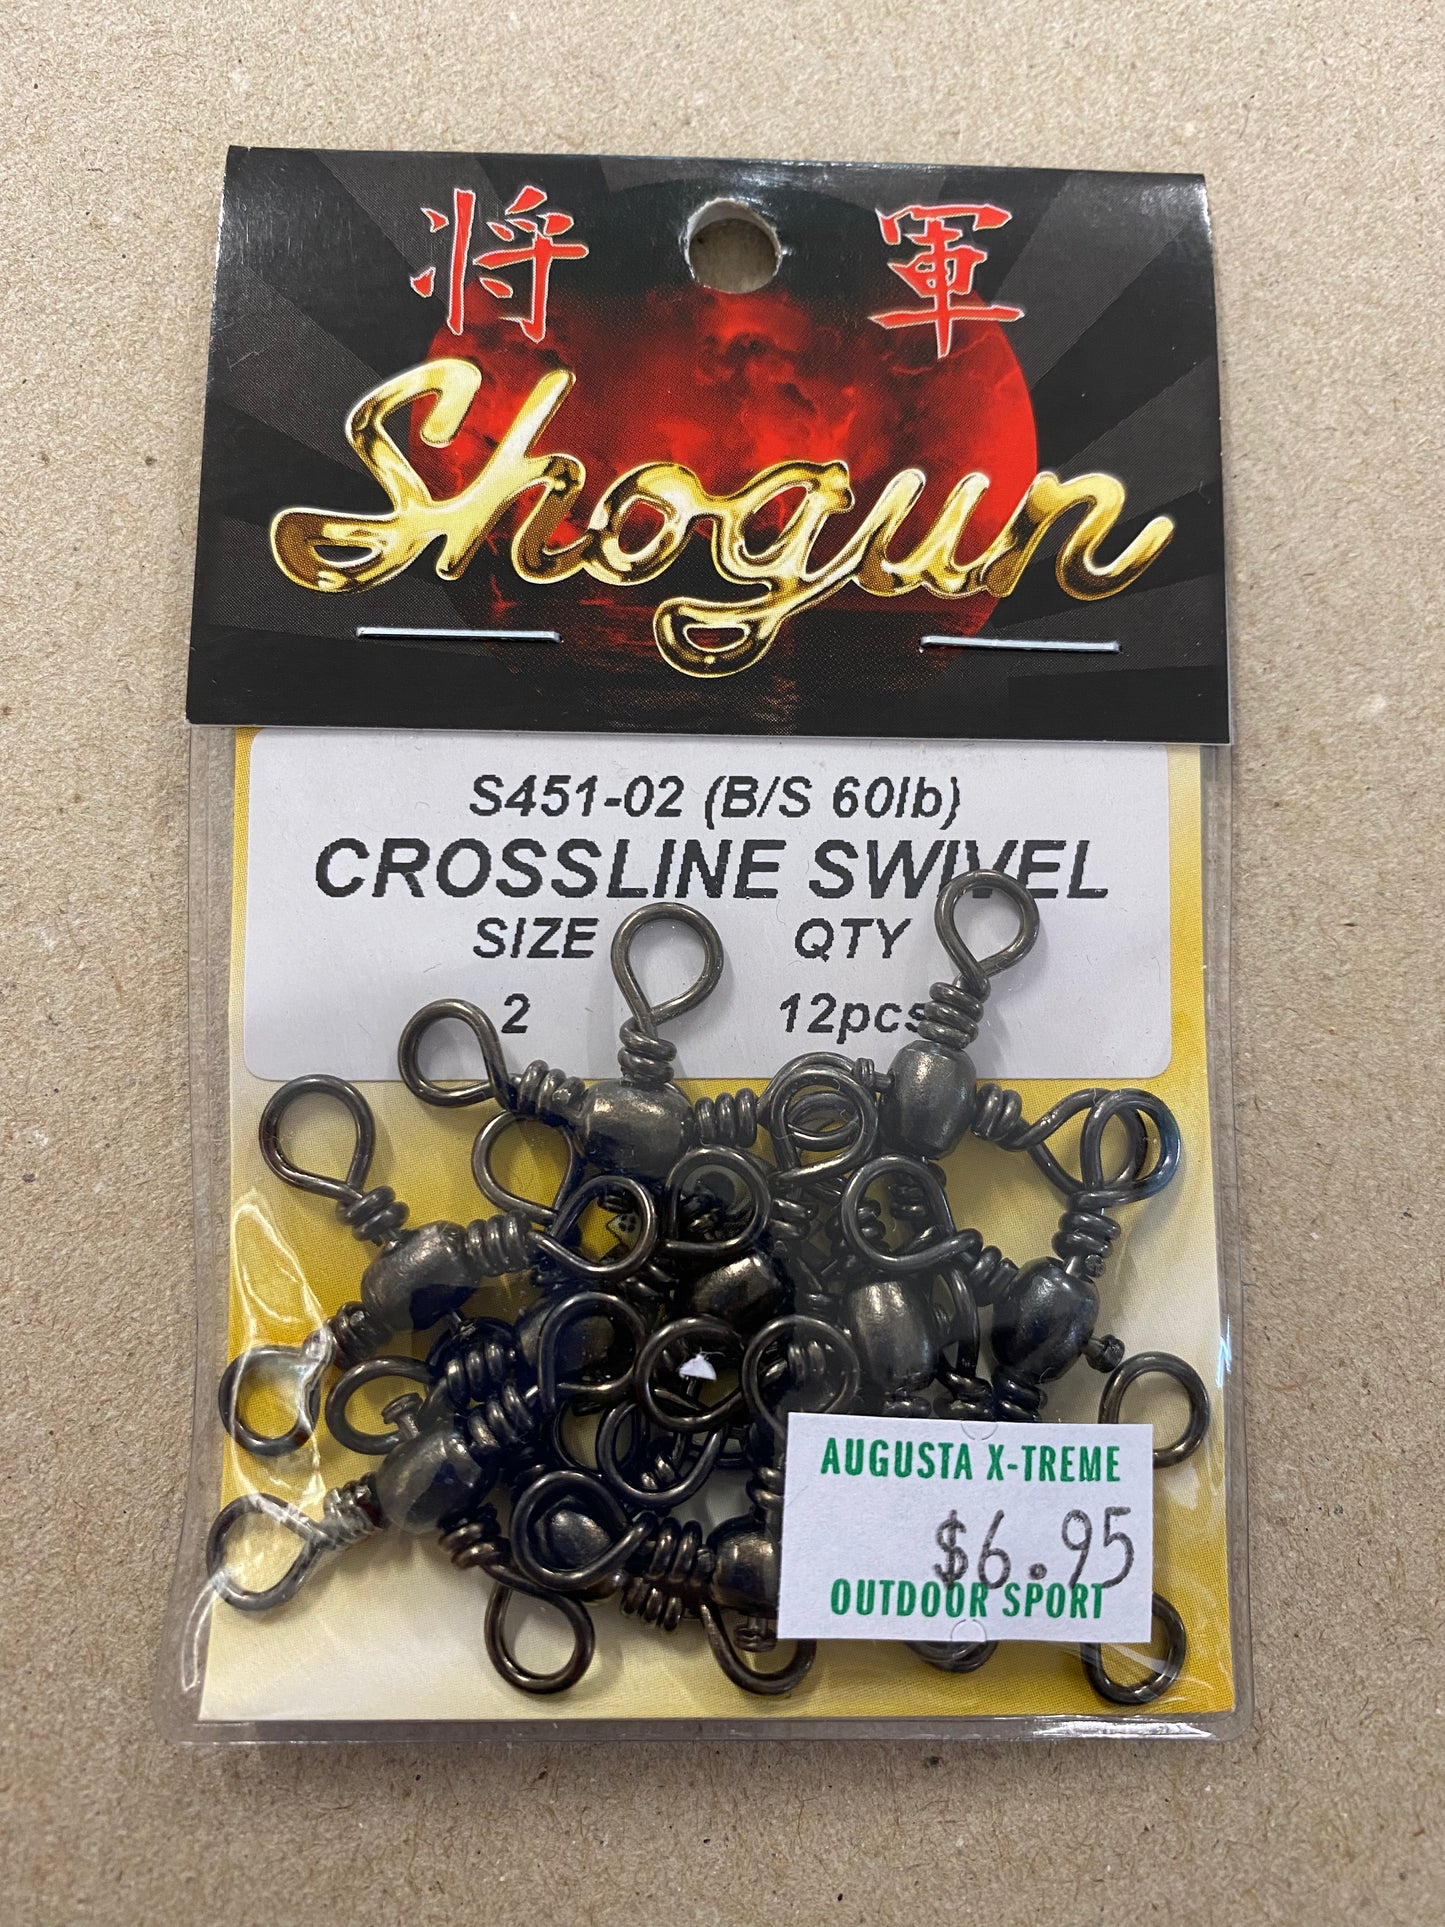 将 軍
Shogun
S451-02 (B/S 60lb)
CROSSLINE SWIVEL
SIZE QTY
2 12pcs
AUGUSTA X-TREME
$6.95
OUTDOOR SPORT